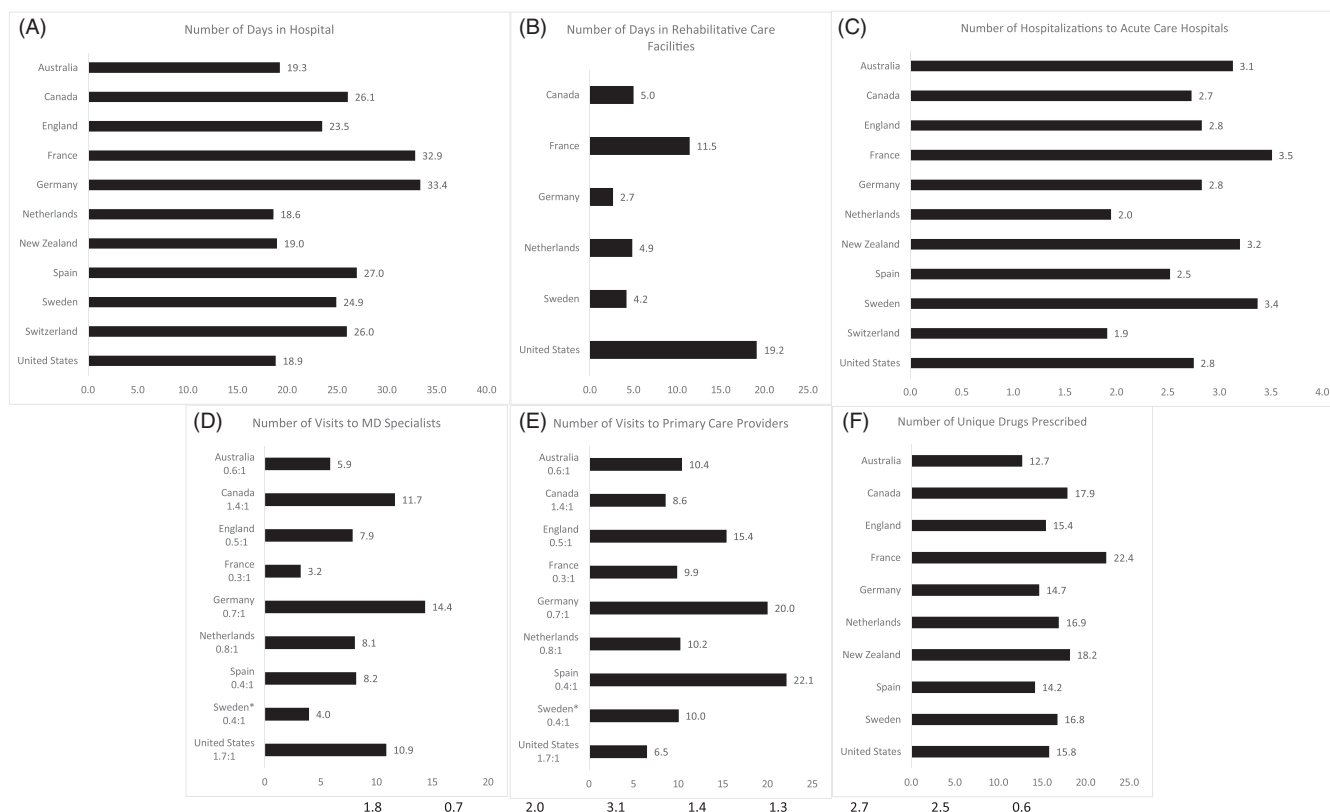 (A)
Number of Days in Hospital
Australia 19.3
Canada 26.1
England 23.5
France 32.9
Germany 33.4
Netherlands 18.6
New Zealand 19.0
Spain 27.0
Sweden 24.9
Switzerland 26.0
United States 18.9
0.0 5.0 10.0 15.0 20.0 25.0 30.0 35.0 40.0
(B)
Number of Days in Rehabilitative Care
Facilities
Canada 5.0
France 11.5
Germany 2.7
Netherlands 4.9
Sweden 4.2
United States 19.2
0.0 5.0 10.0 15.0 20.0 25.0
(C)
Number of Hospitalizations to Acute Care Hospitals
Australia 3.1
Canada 2.7
England 2.8
France 3.5
Germany 2.8
Netherlands 2.0
New Zealand 3.2
Spain 2.5
Sweden 3.4
Switzerland 1.9
United States 2.8
0.0 0.5 1.0 1.5 2.0 2.5 3.0 3.5 4.0
(D)
Number of Visits to MD Specialists
Australia
0.6:1 5.9
Canada
1.4:1 11.7
England
0.5:1 7.9
France
0.3:1 3.2
Germany
0.7:1 14.4
Netherlands
0.8:1 8.1
Spain
0.4:1 8.2
Sweden*
0.4:1 4.0
United States
1.7:1 10.9
0 5 10 15 20
(E)
Number of Visits to Primary Care Providers
Australia
0.6:1 10.4
Canada
1.4:1 8.6
England
0.5:1 15.4
France
0.3:1 9.9
Germany
0.7:1 20.0
Netherlands
0.8:1 10.2
Spain
0.4:1 22.1
Sweden*
0.4:1 10.0
United States
1.7:1 6.5
0 5 10 15 20 25
(F)
Number of Unique Drugs Prescribed
Australia 12.7
Canada 17.9
England 15.4
France 22.4
Germany 14.7
Netherlands 16.9
New Zealand 18.2
Spain 14.2
Sweden 16.8
United States 15.8
0.0 5.0 10.0 15.0 20.0 25.0
1.8 0.7 2.0 3.1 1.4 1.3 2.7 2.5 0.6